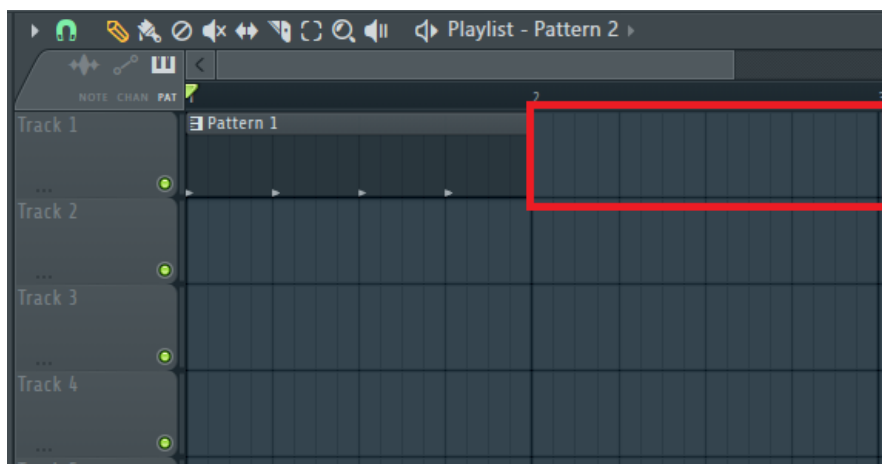 Playlist - Pattern 2
NOTE CHAN PAT
2
Track 1
Pattern 1
Track 2
Track 3
Track 4